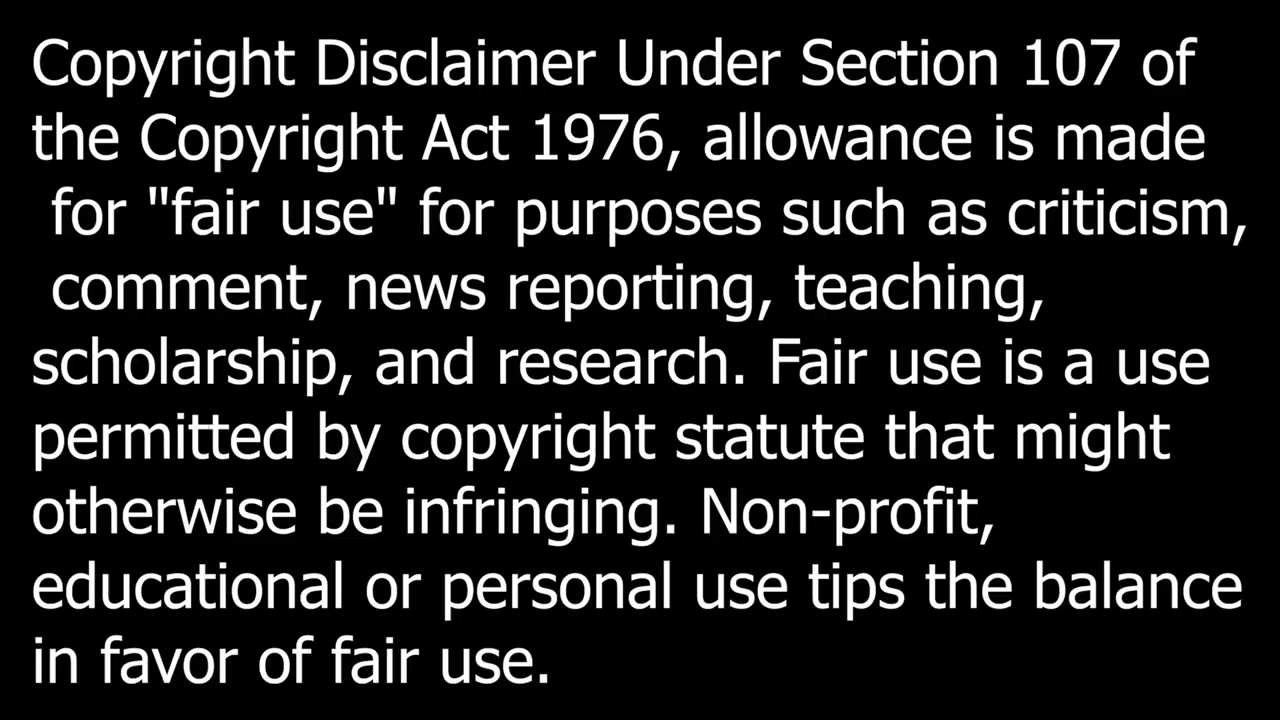 Copyright Disclaimer Under Section 107 of
the Copyright Act 1976, allowance is made
for "fair use" for purposes such as criticism,
comment, news reporting, teaching,
scholarship, and research. Fair use is a use
permitted by copyright statute that might
otherwise be infringing. Non-profit,
educational or personal use tips the balance
in favor of fair use.